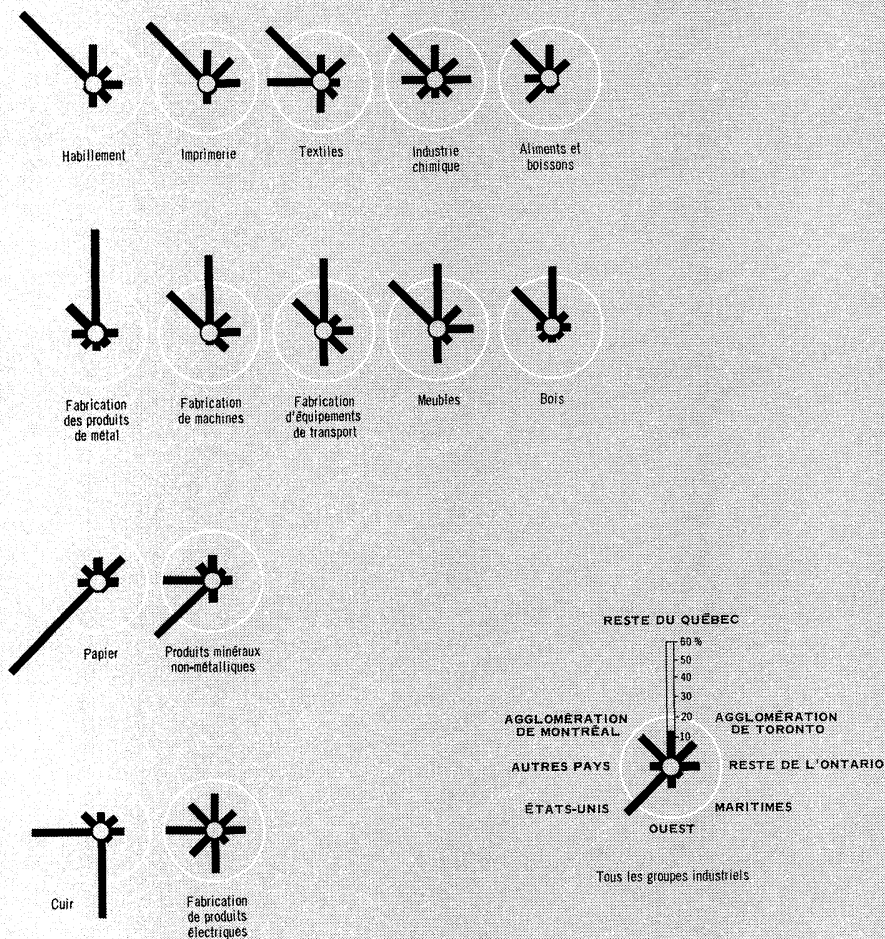 Habillement
Imprimerie
Textiles
Industrie
chimique
Aliments et
boissons
Fabrication
des produits
de métal
Fabrication
de machines
Fabrication
d'équipements
de transport
Meubles
Bois
Papier
Produits minéraux
non-métalliques
Cuir
Fabrication
de produits
électriques
RESTE DU QUÉBEC
60 %
50
40
30
20
10
AGGLOMÉRATION
DE MONTRÉAL
AGGLOMÉRATION
DE TORONTO
AUTRES PAYS
RESTE DE L'ONTARIO
ÉTATS-UNIS
MARITIMES
OUEST
Tous les groupes industriels